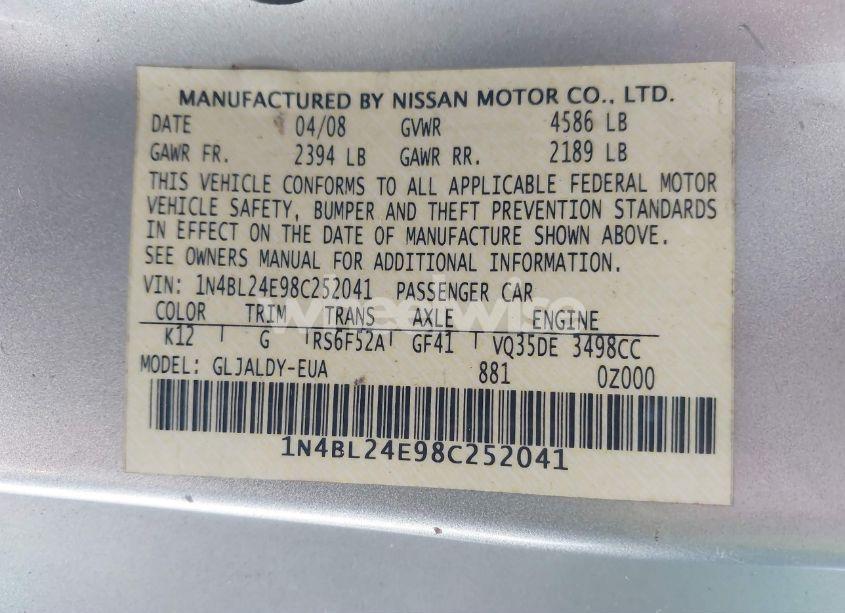 MANUFACTURED BY NISSAN MOTOR CO., LTD.
DATE 04/08 GVWR 4586 LB
GAWR FR. 2394 LB GAWR RR. 2189 LB
THIS VEHICLE CONFORMS TO ALL APPLICABLE FEDERAL MOTOR
VEHICLE SAFETY, BUMPER AND THEFT PREVENTION STANDARDS
IN EFFECT ON THE DATE OF MANUFACTURE SHOWN ABOVE.
SEE OWNERS MANUAL FOR ADDITIONAL INFORMATION.
VIN: 1N4BL24E98C252041 PASSENGER CAR
COLOR TRIM TRANS AXLE ENGINE
K12 G RS6F52A GF41 VQ35DE 3498CC
MODEL: GLJALDY-EUA 881 0Z000
1N4BL24E98C252041
wheelwise